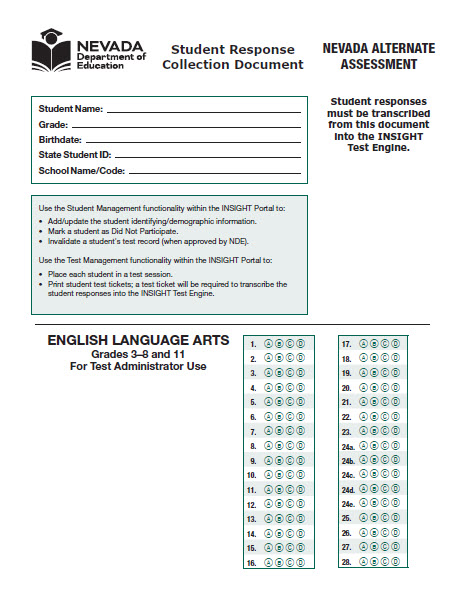 NEVADA
Department of
Education
Student Response
Collection Document
NEVADA ALTERNATE
ASSESSMENT
Student Name:
Grade:
Birthdate:
State Student ID:
School Name/Code:
Student responses
must be transcribed
from this document
into the INSIGHT
Test Engine.
Use the Student Management functionality within the INSIGHT Portal to:
• Add/update the student identifying/demographic information.
• Mark a student as Did Not Participate.
• Invalidate a student's test record (when approved by NDE).
Use the Test Management functionality within the INSIGHT Portal to:
• Place each student in a test session.
• Print student test tickets; a test ticket will be required to transcribe the
student responses into the INSIGHT Test Engine.
ENGLISH LANGUAGE ARTS
Grades 3–8 and 11
For Test Administrator Use
1. A B C D
2. A B C D
3. A B C D
4. A B C D
5. A B C D
6. A B C D
7. A B C D
8. A B C D
9. A B C D
10. A B C D
11. A B C D
12. A B C D
13. A B C D
14. A B C D
15. A B C D
16. A B C D
17. A B C D
18. A B C D
19. A B C D
20. A B C D
21. A B C D
22. A B C D
23. A B C D
24a. A B C D
24b. A B C D
24c. A B C D
24d. A B C D
24e. A B C D
25. A B C D
26. A B C D
27. A B C D
28. A B C D